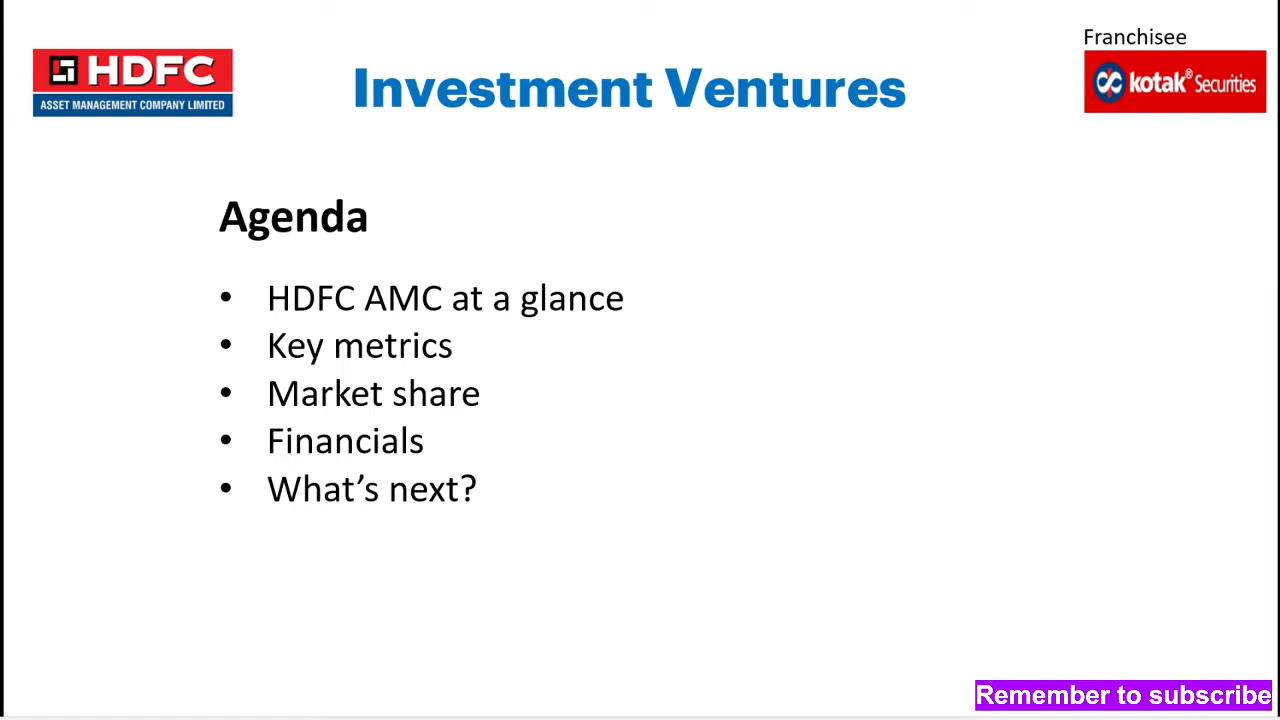 Franchisee
HDFC
ASSET MANAGEMENT COMPANY LIMITED
Investment Ventures
kotak® Securities
Agenda
• HDFC AMC at a glance
• Key metrics
• Market share
• Financials
• What’s next?
Remember to subscribe